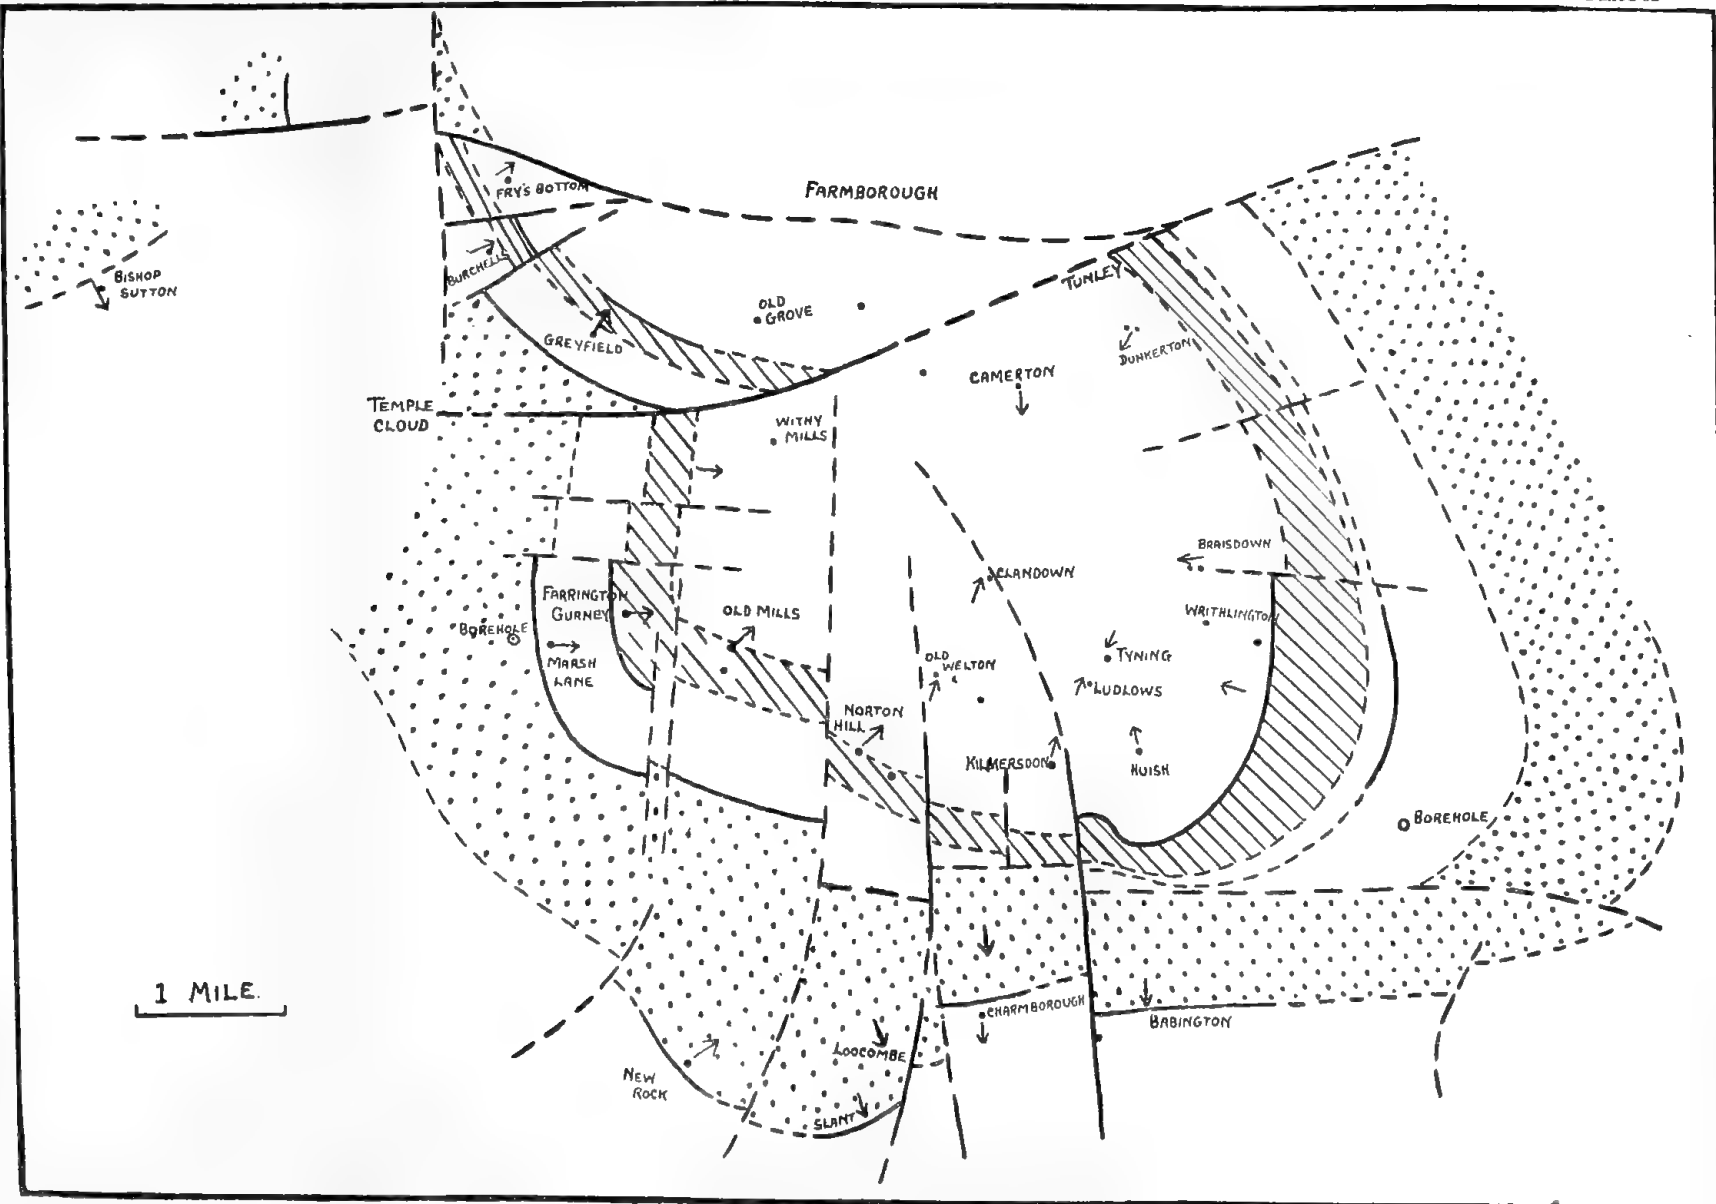 FRY'S BOTTOM
FARMBOROUGH
BURCHELLS
BISHOP
SUTTON
TUNLEY
OLD
GROVE
GREYFIELD
DUNKERTON
CAMERTON
TEMPLE
CLOUD
WITHY
MILLS
BRAISDOWN
CLANDOWN
FARRINGTON
GURNEY
OLD MILLS
WRITHLINGTON
BOREHOLE
MARSH
LANE
OLD
WELTON
TYNING
LUDLOWS
NORTON
HILL
KILMERSDON
HUISH
BOREHOLE
1 MILE.
CHARMBOROUGH
BABINGTON
LOOCOMBE
NEW
ROCK
SLANT